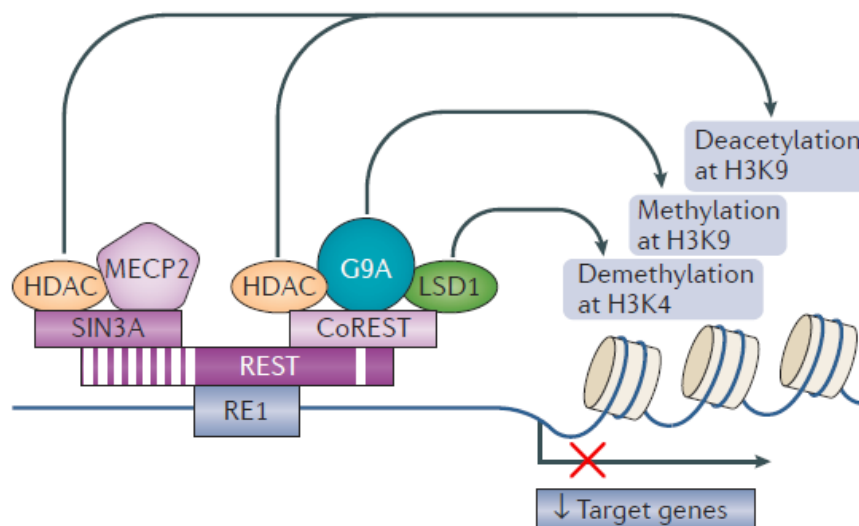 Deacetylation
at H3K9
Methylation
at H3K9
Demethylation
at H3K4
HDAC
MECP2
HDAC
G9A
LSD1
SIN3A
CoREST
REST
RE1
↓ Target genes